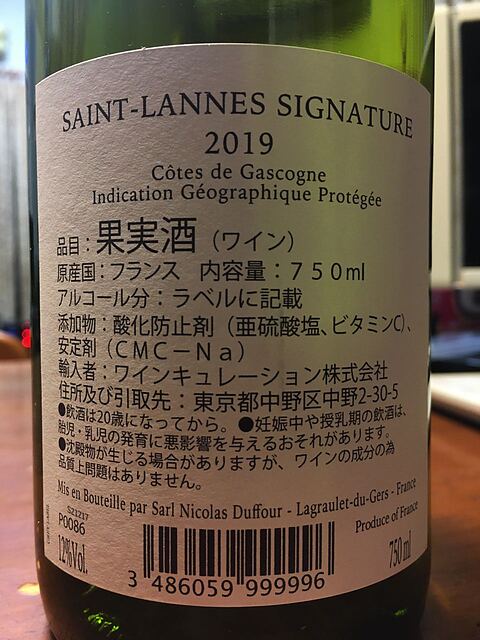 SAINT-LANNES SIGNATURE
2019
Côtes de Gascogne
Indication Géographique Protégée
品目：果実酒（ワイン）
原産国：フランス 内容量：７５０ml
アルコール分：ラベルに記載
添加物：酸化防止剤（亜硫酸塩、ビタミンC）、
安定剤（ＣＭＣ－Ｎａ）
輸入者：ワインキュレーション株式会社
住所及び引取先：東京都中野区中野2-30-5
●飲酒は20歳になってから。●妊娠中や授乳期の飲酒は、
胎児・乳児の発育に悪影響を与えるおそれがあります。
●沈殿物が生じる場合がありますが、ワインの成分の為
品質上問題はありません。
Mis en Bouteille par Sarl Nicolas Duffour - Lagraulet-du-Gers - France
Produce of France
S21217
P0086
12%Vol.
750 ml
3 486059 999996